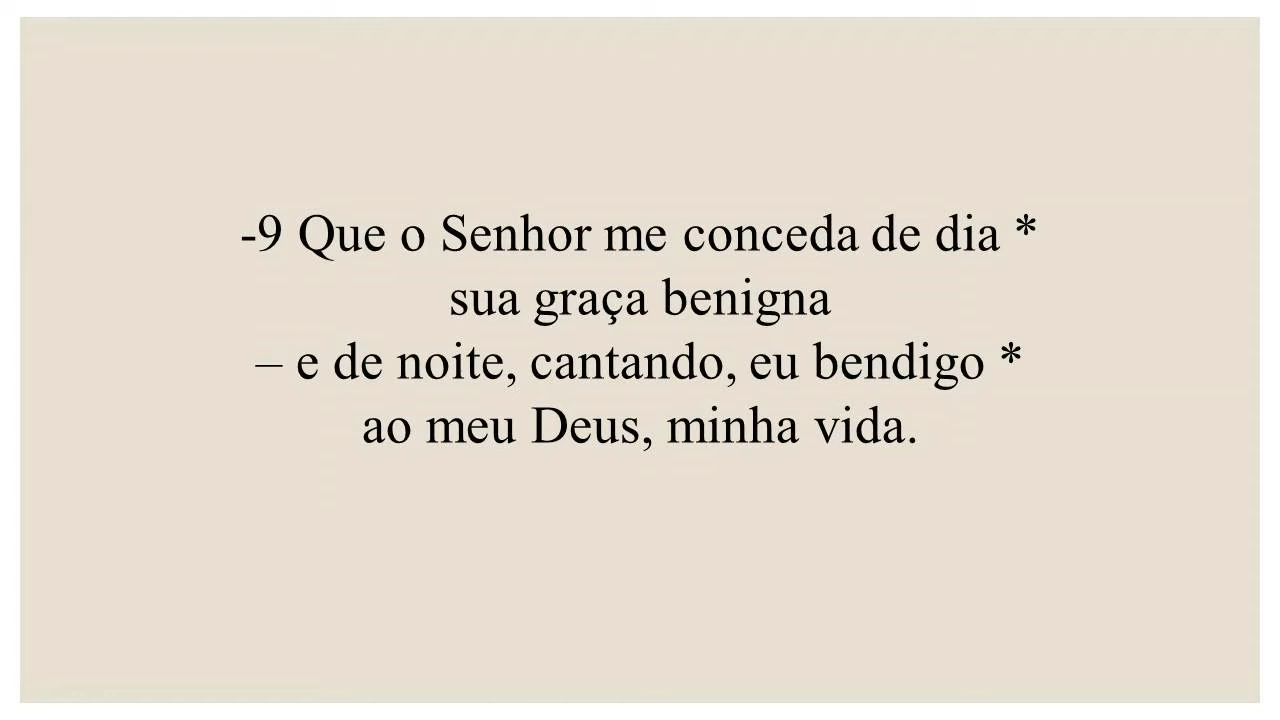 -9 Que o Senhor me conceda de dia *
sua graça benigna
– e de noite, cantando, eu bendigo *
ao meu Deus, minha vida.